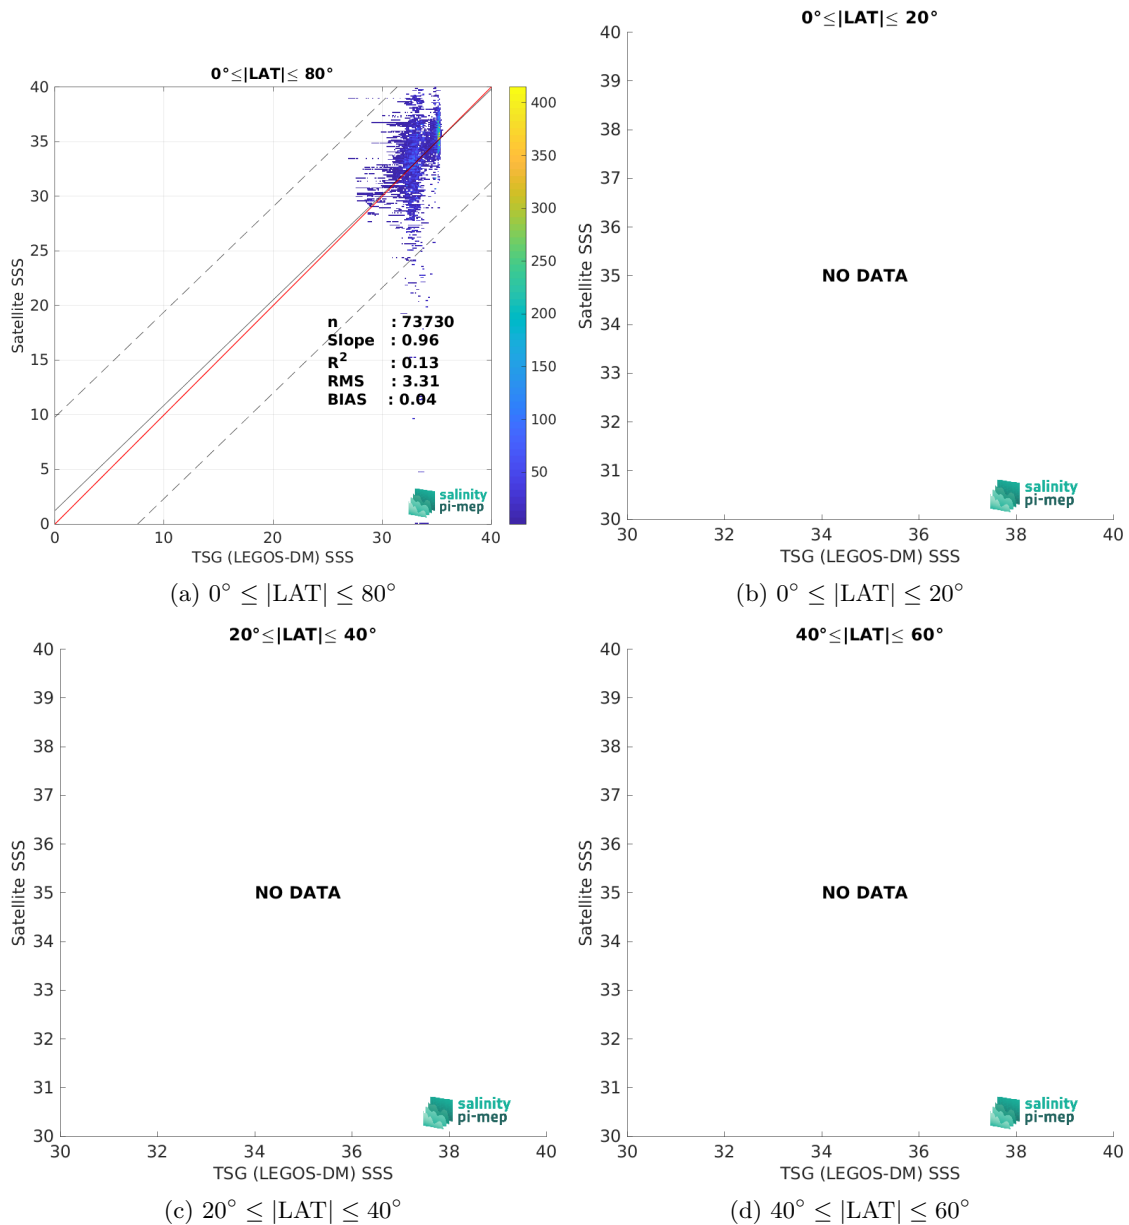 0°≤|LAT|≤ 80°
40
35
30
25
20
15
10
5
0
Satellite SSS
0
10
20
30
40
TSG (LEGOS-DM) SSS
400
350
300
250
200
150
100
50
n : 73730
Slope : 0.96
R² : 0.13
RMS : 3.31
BIAS : 0.04
salinity
pi-mep
(a) 0° ≤ |LAT| ≤ 80°
0°≤|LAT|≤ 20°
40
39
38
37
36
35
34
33
32
31
30
Satellite SSS
NO DATA
salinity
pi-mep
30
32
34
36
38
40
TSG (LEGOS-DM) SSS
(b) 0° ≤ |LAT| ≤ 20°
20°≤|LAT|≤ 40°
40
39
38
37
36
35
34
33
32
31
30
Satellite SSS
NO DATA
salinity
pi-mep
30
32
34
36
38
40
TSG (LEGOS-DM) SSS
(c) 20° ≤ |LAT| ≤ 40°
40°≤|LAT|≤ 60°
40
39
38
37
36
35
34
33
32
31
30
Satellite SSS
NO DATA
salinity
pi-mep
30
32
34
36
38
40
TSG (LEGOS-DM) SSS
(d) 40° ≤ |LAT| ≤ 60°